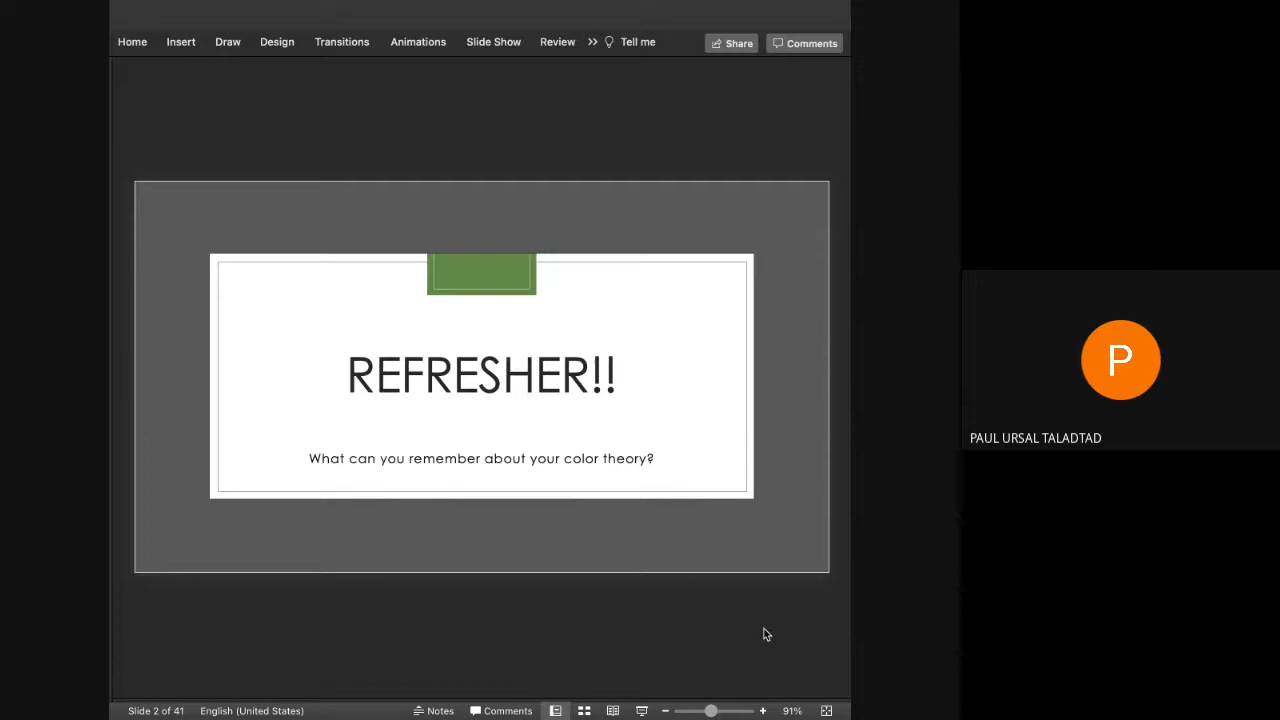 Home Insert Draw Design Transitions Animations Slide Show Review >> Tell me Share Comments
REFRESHER!!
What can you remember about your color theory?
P
PAUL URSAL TALADTAD
Slide 2 of 41 English (United States) Notes Comments 91%